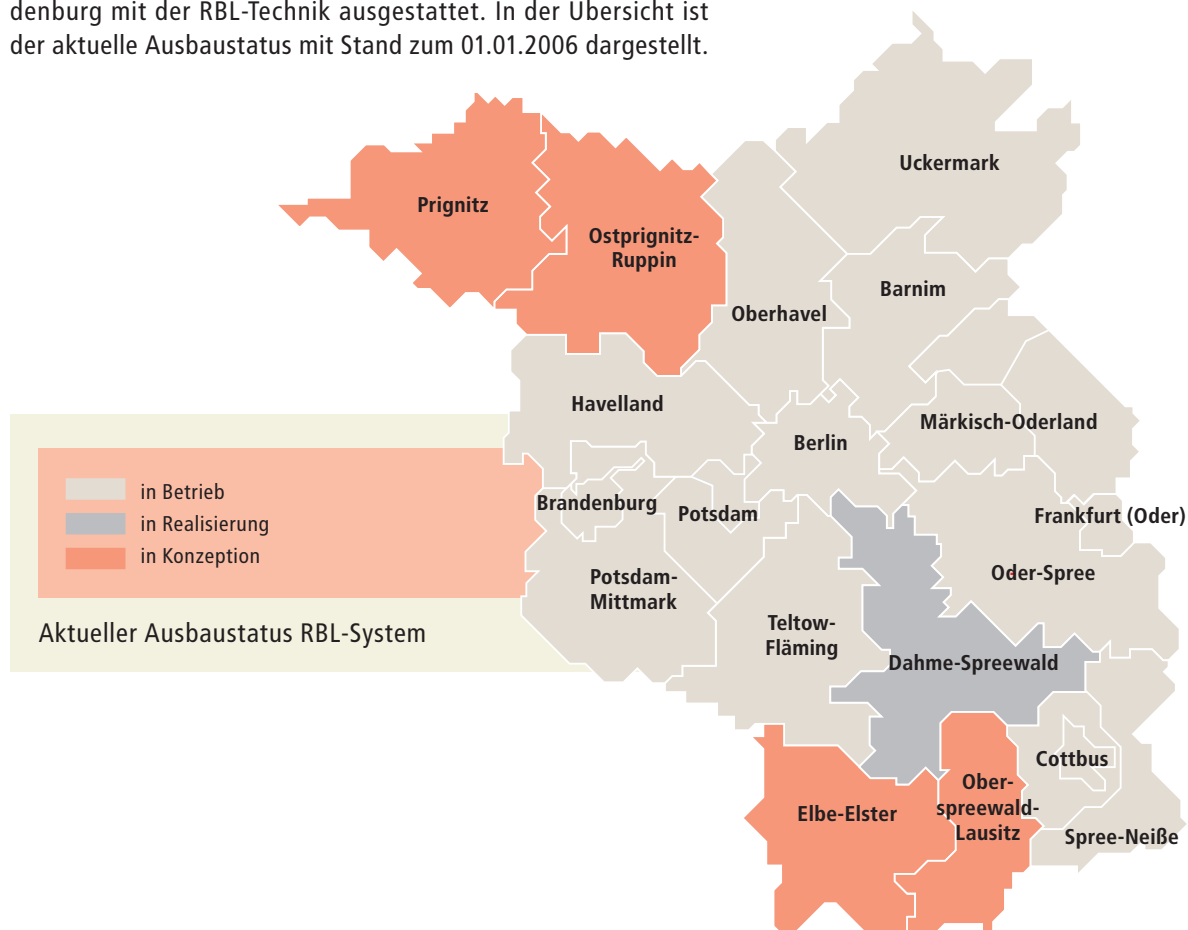 denburg mit der RBL-Technik ausgestattet. In der Übersicht ist
der aktuelle Ausbaustatus mit Stand zum 01.01.2006 dargestellt.
Uckermark
Prignitz
Ostprignitz-
Ruppin
Barnim
Oberhavel
Havelland
Märkisch-Oderland
Berlin
in Betrieb
in Realisierung
in Konzeption
Brandenburg
Potsdam
Frankfurt (Oder)
Oder-Spree
Potsdam-
Mittmark
Teltow-
Fläming
Aktueller Ausbaustatus RBL-System
Dahme-Spreewald
Cottbus
Ober-
spreewald-
Lausitz
Elbe-Elster
Spree-Neiße